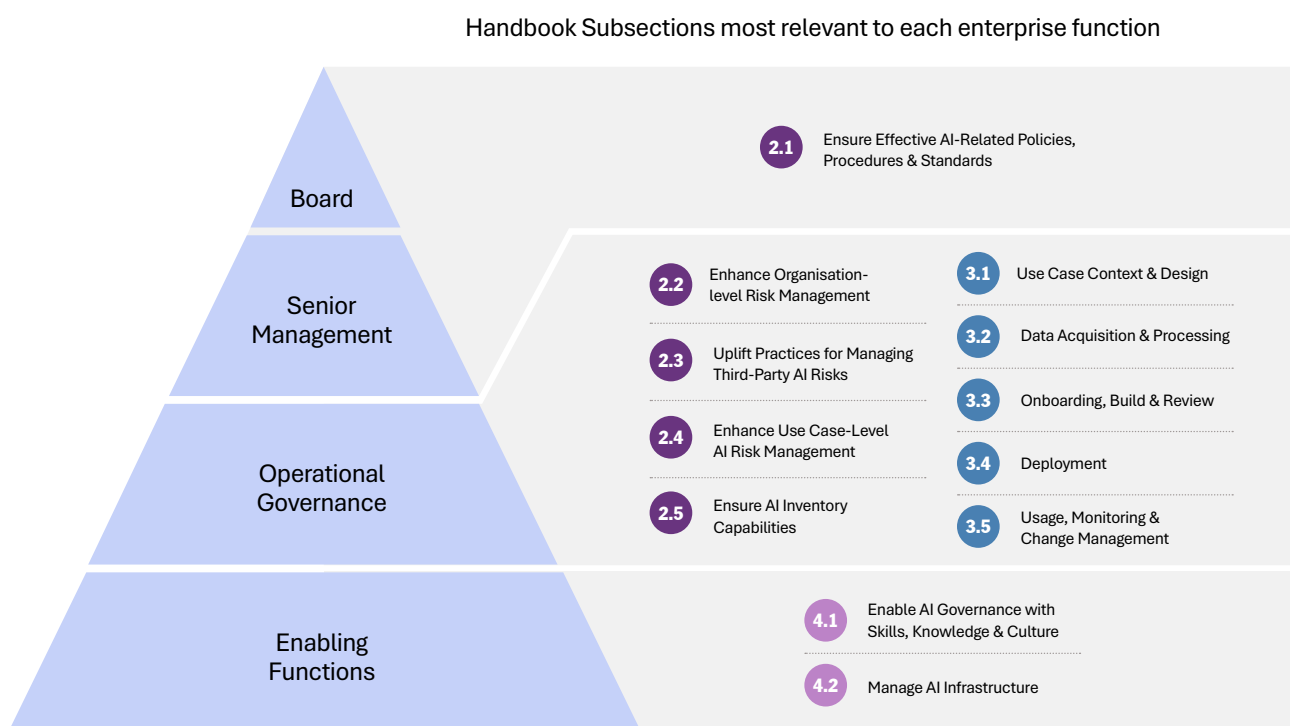 Handbook Subsections most relevant to each enterprise function
Board
2.1
Ensure Effective AI-Related Policies,
Procedures & Standards
Senior
Management
Operational
Governance
2.2
Enhance Organisation-
level Risk Management
2.3
Uplift Practices for Managing
Third-Party AI Risks
2.4
Enhance Use Case-Level
AI Risk Management
2.5
Ensure AI Inventory
Capabilities
3.1
Use Case Context & Design
3.2
Data Acquisition & Processing
3.3
Onboarding, Build & Review
3.4
Deployment
3.5
Usage, Monitoring &
Change Management
Enabling
Functions
4.1
Enable AI Governance with
Skills, Knowledge & Culture
4.2
Manage AI Infrastructure